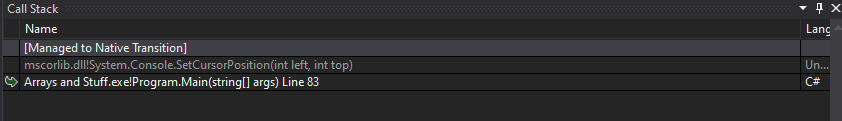 Call Stack
Name Lang
[Managed to Native Transition]
mscorlib.dll!System.Console.SetCursorPosition(int left, int top) Un...
Arrays and Stuff.exe!Program.Main(string[] args) Line 83 C#